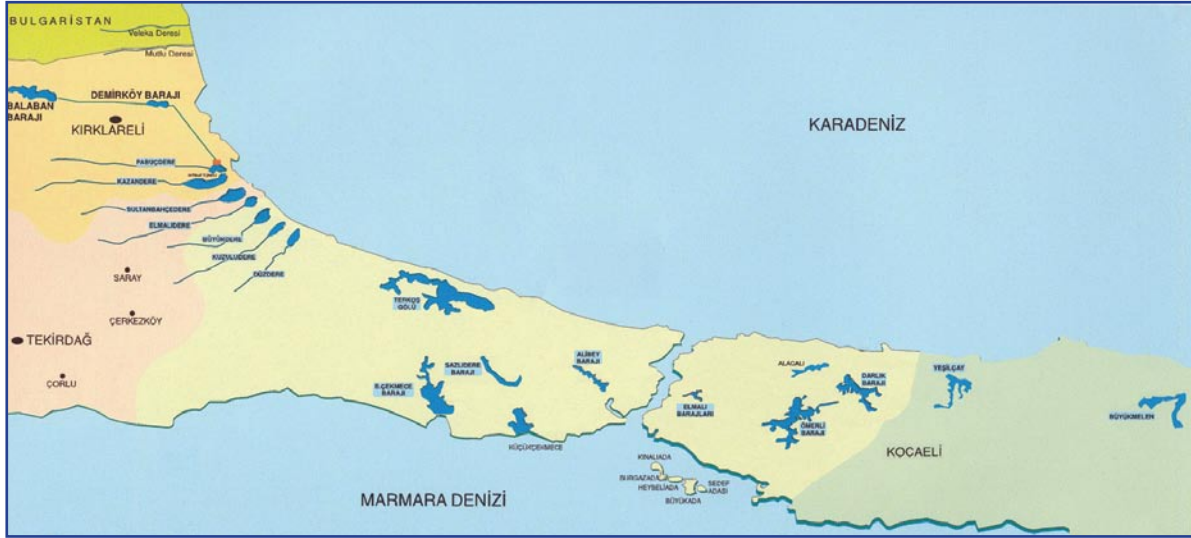 BULGARİSTAN
Veleka Deresi
Mutlu Deresi
DEMİRKÖY BARAJI
BALABAN
BARAJI
KIRKLARELİ
KARADENİZ
PABUÇDERE
KAZANDERE
SULTANBAHÇEDERE
ELMALIDERE
BÜYÜKDERE
KUZULUDERE
DÜZDERE
SARAY
TERKOS
GÖLÜ
ÇERKEZKÖY
TEKİRDAĞ
ÇORLU
B.ÇEKMECE
BARAJI
SAZLIDERE
BARAJI
ALİBEY
BARAJI
KÜÇÜKÇEKMECE
ALACALI
DARLIK
BARAJI
YEŞİLÇAY
ELMALI
BARAJLARI
ÖMERLİ
BARAJI
BÜYÜKMELEN
KOCAELİ
KINALIADA
BURGAZADA
HEYBELİADA
BÜYÜKADA
SEDEF
ADASI
MARMARA DENİZİ